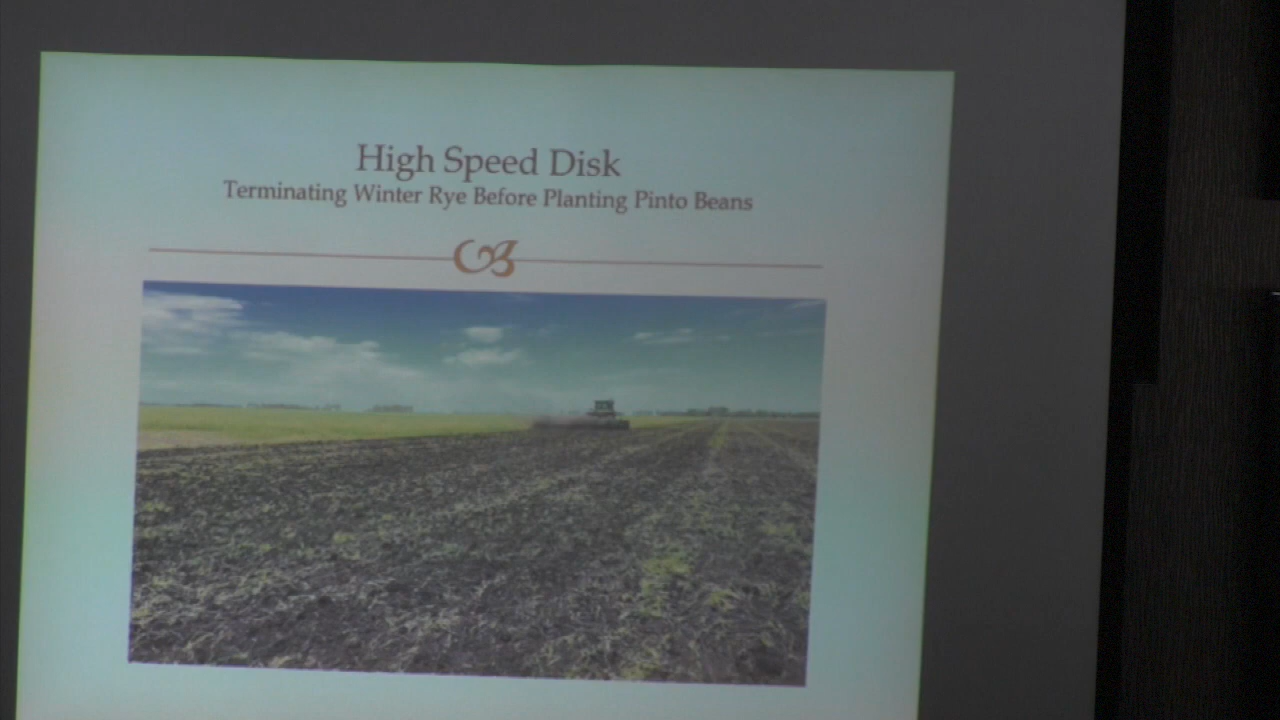 High Speed Disk
Terminating Winter Rye Before Planting Pinto Beans